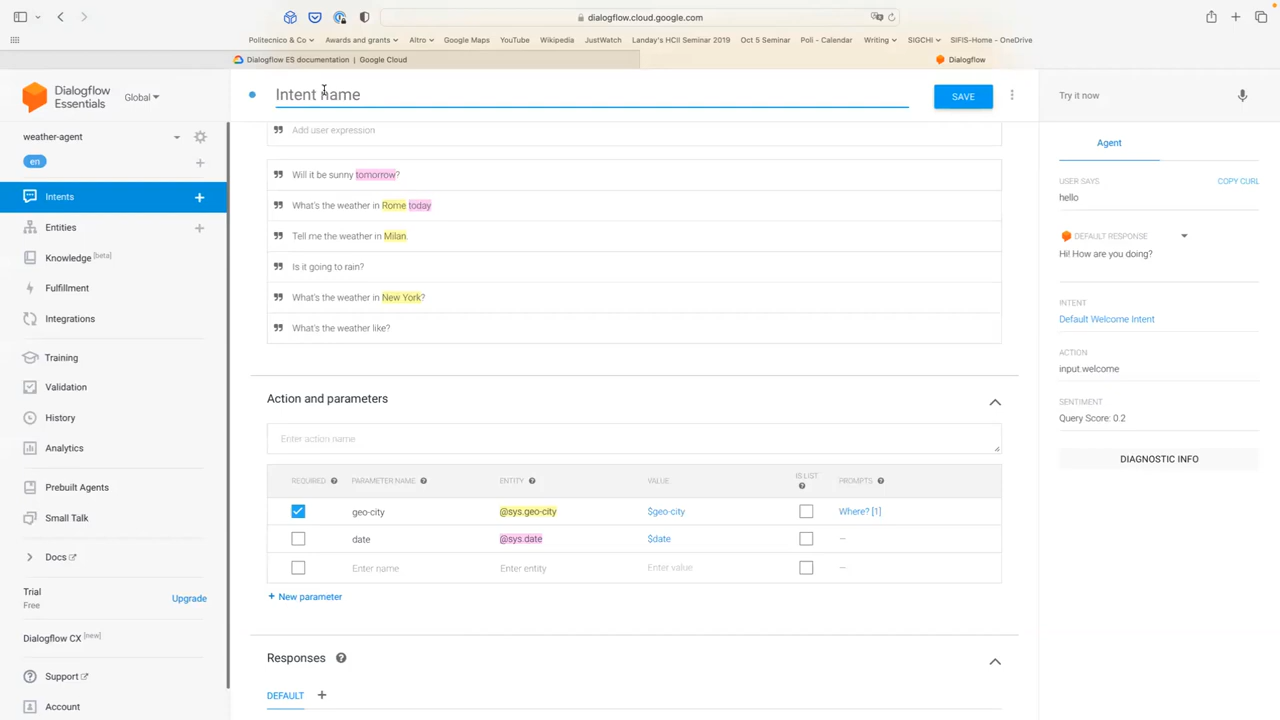 dialogflow.cloud.google.com
Politecnico & Co
Awards and grants
Altro
Google Maps
YouTube
Wikipedia
JustWatch
Landay's HCII Seminar 2019
Oct 5 Seminar
Poli - Calendar
Writing
SIGCHI
SIFIS-Home - OneDrive
Dialogflow ES documentation | Google Cloud
Dialogflow
Dialogflow
Essentials
Global
weather-agent
en
Intents
Entities
Knowledge [beta]
Fulfillment
Integrations
Training
Validation
History
Analytics
Prebuilt Agents
Small Talk
Docs
Trial
Free
Upgrade
Dialogflow CX [new]
Support
Account
Intent name
SAVE
Add user expression
Will it be sunny tomorrow?
What's the weather in Rome today
Tell me the weather in Milan.
Is it going to rain?
What's the weather in New York?
What's the weather like?
Action and parameters
Enter action name
REQUIRED PARAMETER NAME ENTITY VALUE IS LIST PROMPTS
geo-city @sys.geo-city $geo-city Where? [1]
date @sys.date $date –
Enter name Enter entity Enter value –
+ New parameter
Responses
DEFAULT +
Try it now
Agent
USER SAYS COPY CURL
hello
DEFAULT RESPONSE
Hi! How are you doing?
INTENT
Default Welcome Intent
ACTION
input.welcome
SENTIMENT
Query Score: 0.2
DIAGNOSTIC INFO